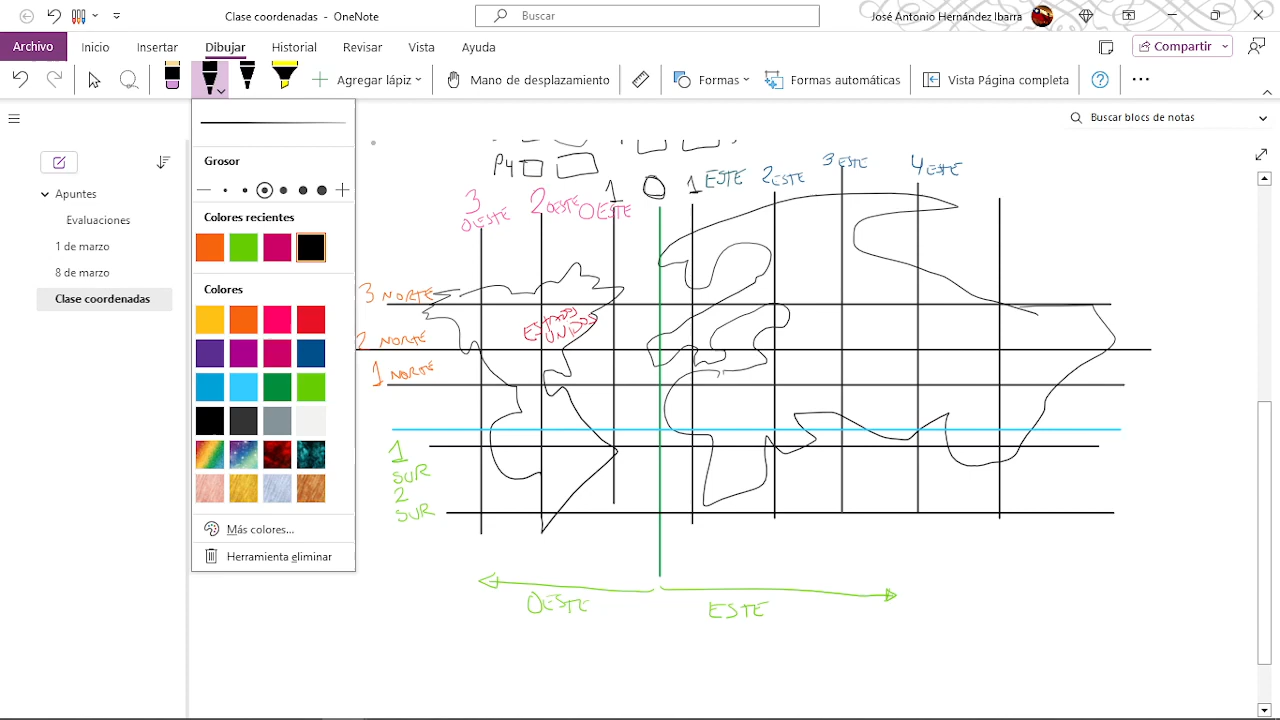 Clase coordenadas - OneNote
Buscar
José Antonio Hernández Ibarra
Archivo
Inicio
Insertar
Dibujar
Historial
Revisar
Vista
Ayuda
Compartir
Agregar lápiz
Mano de desplazamiento
Formas
Formas automáticas
Vista Página completa
Buscar blocs de notas
Apuntes
Evaluaciones
1 de marzo
8 de marzo
Clase coordenadas
Grosor
Colores recientes
Colores
Más colores...
Herramienta eliminar
P4
3 OESTE
2 OESTE
1 OESTE
0
1 ESTE
2 ESTE
3 ESTE
4 ESTE
3 NORTE
ESTADOS
UNIDOS
2 NORTE
1 NORTE
1
SUR
2
SUR
OESTE
ESTE